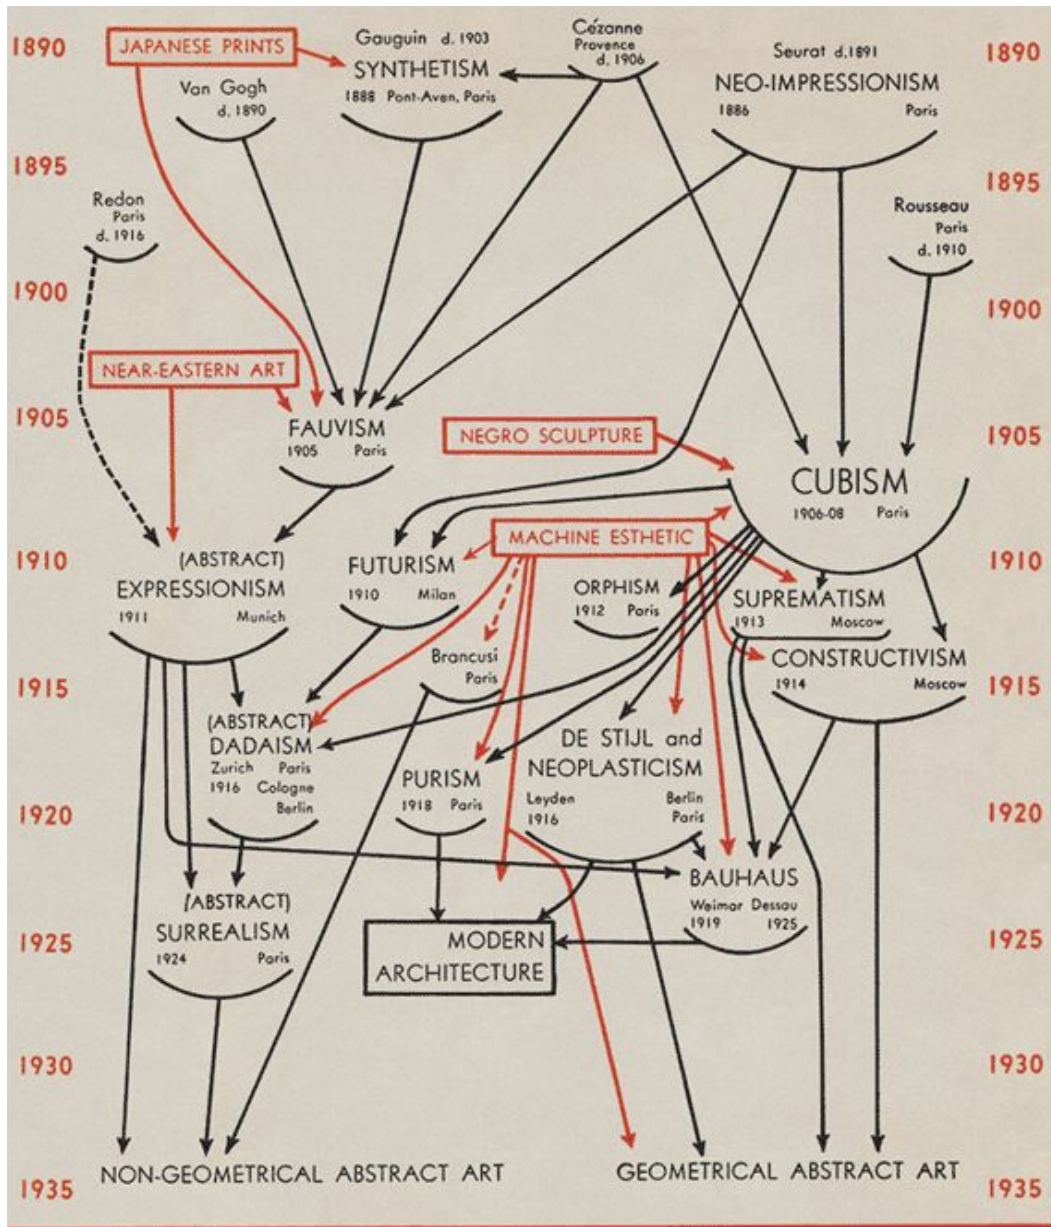 1890
JAPANESE PRINTS
Gauguin d. 1903
SYNTHETISM
1888 Pont-Aven, Paris
Cézanne
Provence
d. 1906
Seurat d.1891
NEO-IMPRESSIONISM
1886 Paris
1890
Van Gogh
d. 1890
1895
1895
Redon
Paris
d. 1916
Rousseau
Paris
d. 1910
1900
1900
NEAR-EASTERN ART
1905
FAUVISM
1905 Paris
NEGRO SCULPTURE
1905
CUBISM
1906-08 Paris
1910
(ABSTRACT)
EXPRESSIONISM
1911 Munich
FUTURISM
1910 Milan
MACHINE ESTHETIC
ORPHISM
1912 Paris
SUPREMATISM
1913 Moscow
1910
CONSTRUCTIVISM
1914 Moscow
Brancusi
Paris
1915
1915
(ABSTRACT)
DADAISM
Zurich Paris
1916 Cologne
Berlin
PURISM
1918 Paris
DE STIJL and
NEOPLASTICISM
Leyden Berlin
1916 Paris
1920
1920
BAUHAUS
Weimar Dessau
1919 1925
(ABSTRACT)
SURREALISM
1924 Paris
1925
MODERN
ARCHITECTURE
1925
1930
1930
NON-GEOMETRICAL ABSTRACT ART
GEOMETRICAL ABSTRACT ART
1935
1935